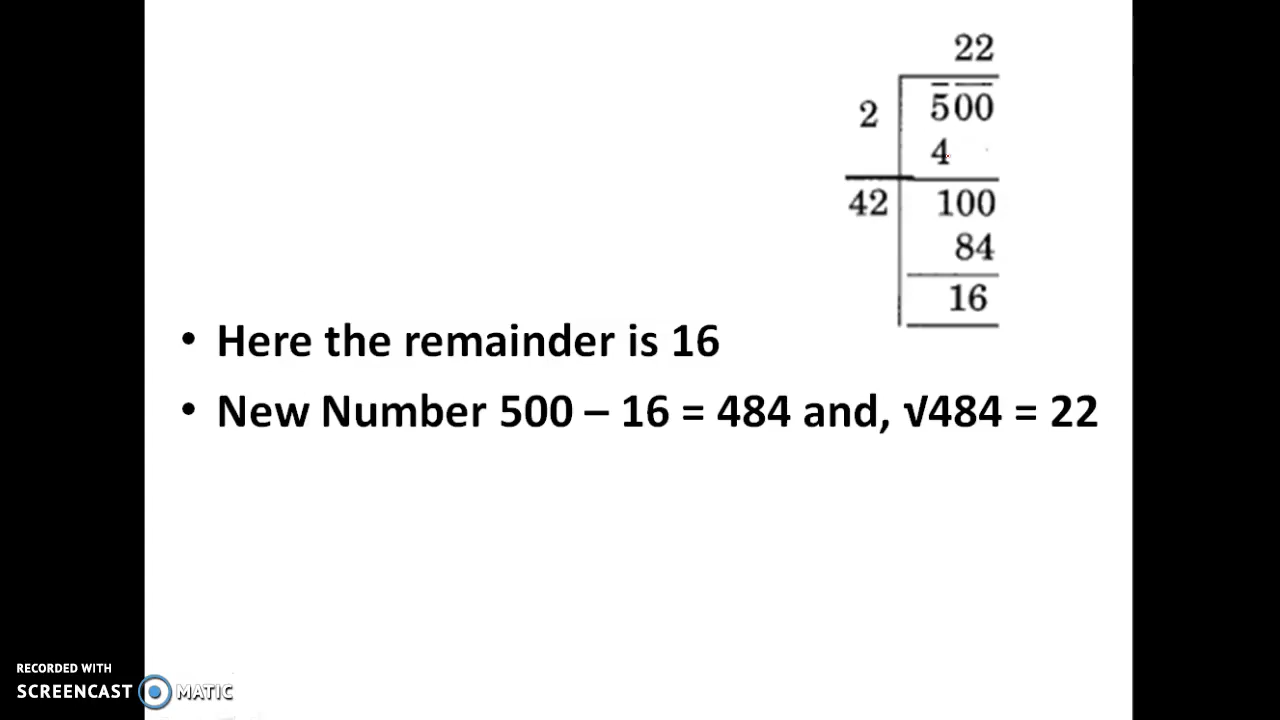 22
2 500
4
42 100
84
16
• Here the remainder is 16
• New Number 500 – 16 = 484 and, √484 = 22
RECORDED WITH
SCREENCAST MATIC